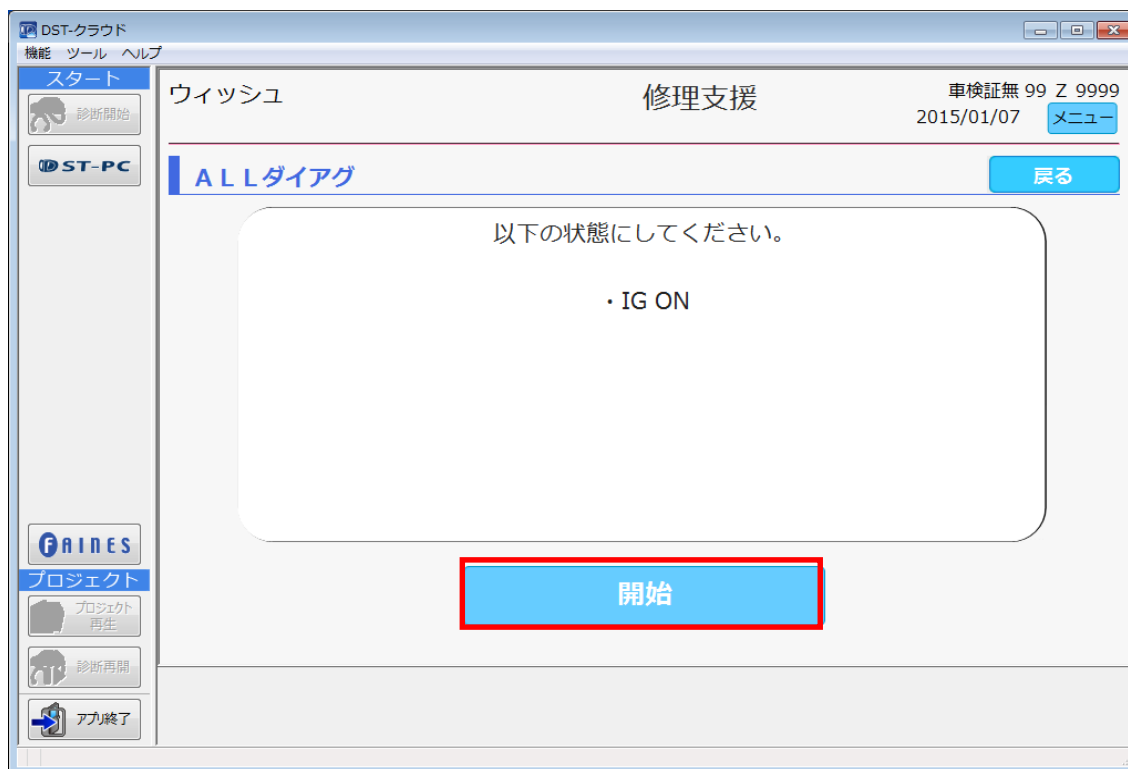 DST-クラウド
機能 ツール ヘルプ
スタート
診断開始
DST-PC
FAINES
プロジェクト
プロジェクト
再生
診断再開
アプリ終了
ウィッシュ
修理支援
車検証無 99 Z 9999
2015/01/07 メニュー
ALLダイアグ
戻る
以下の状態にしてください。
・IG ON
開始